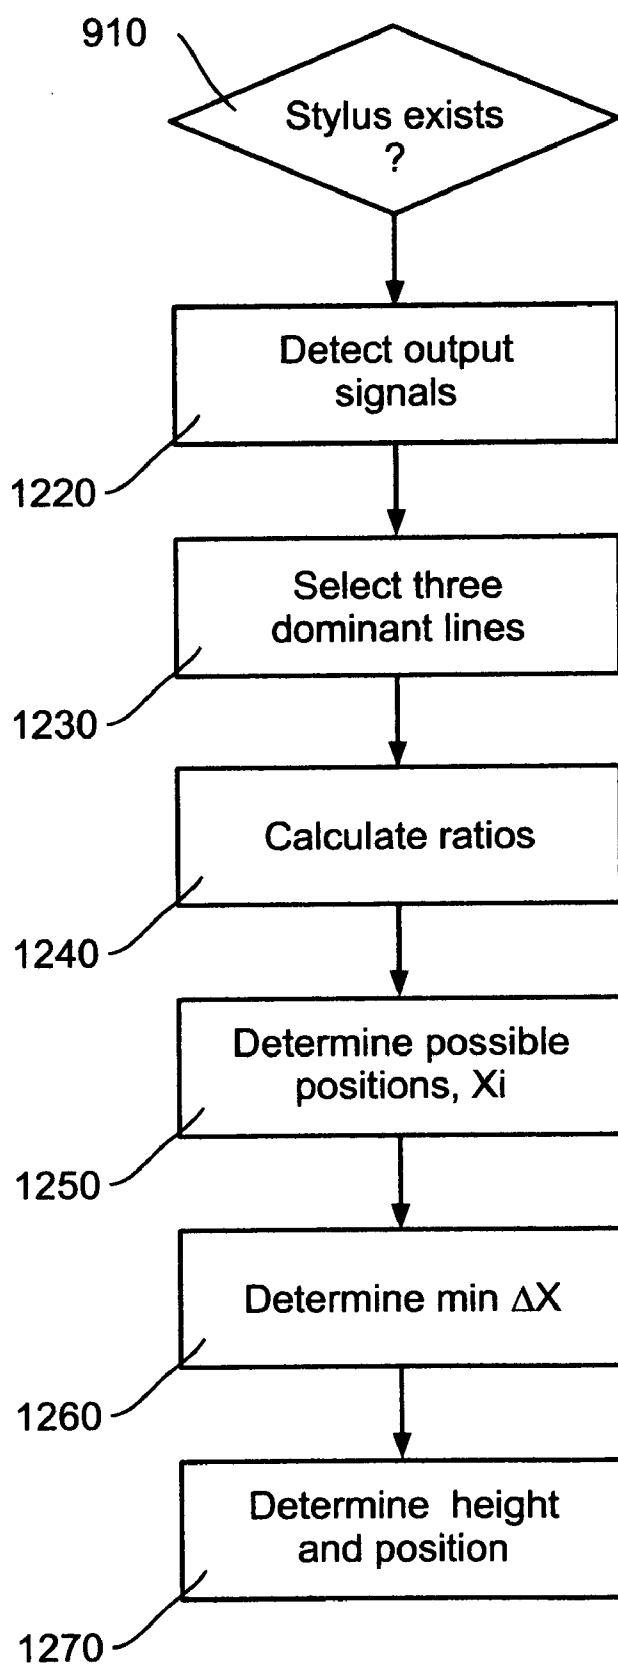 910
Stylus exists
?
Detect output
signals
1220
Select three
dominant lines
1230
Calculate ratios
1240
Determine possible
positions, Xi
1250
Determine min ΔX
1260
Determine height
and position
1270